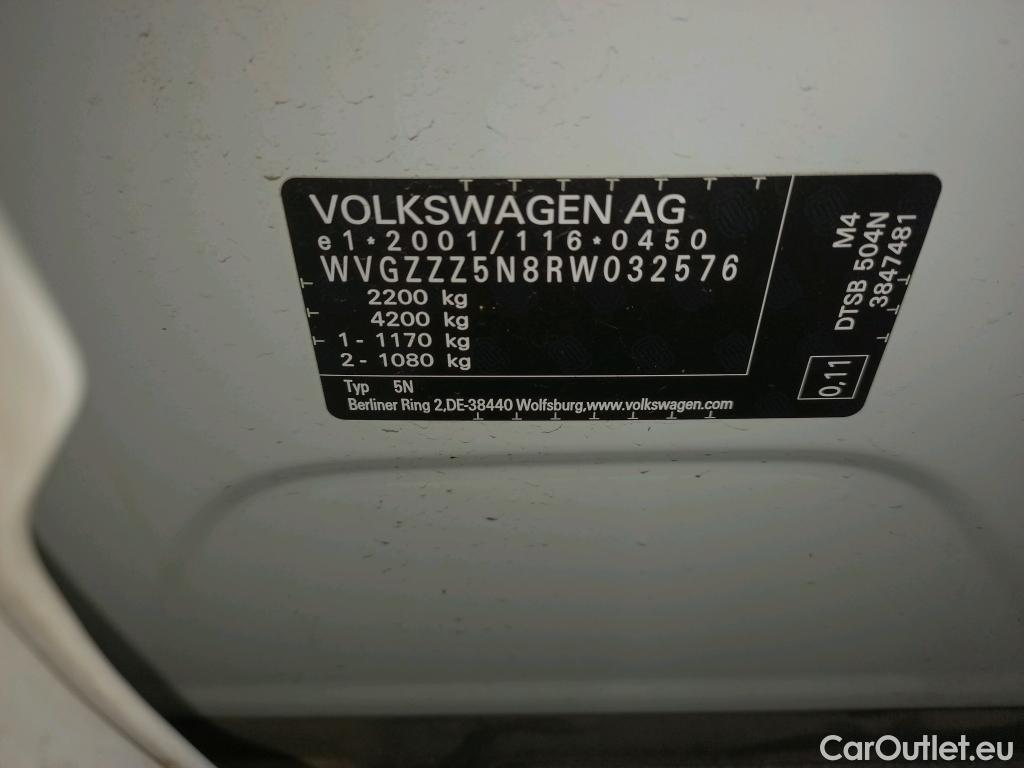 VOLKSWAGEN AG
e1*2001/116*0450
WVGZZZ5N8RW032576
2200 kg
4200 kg
1 - 1170 kg
2 - 1080 kg
Typ 5N
Berliner Ring 2,DE-38440 Wolfsburg,www.volkswagen.com
M4
DTSB 504N
3847481
0,11
CarOutlet.eu